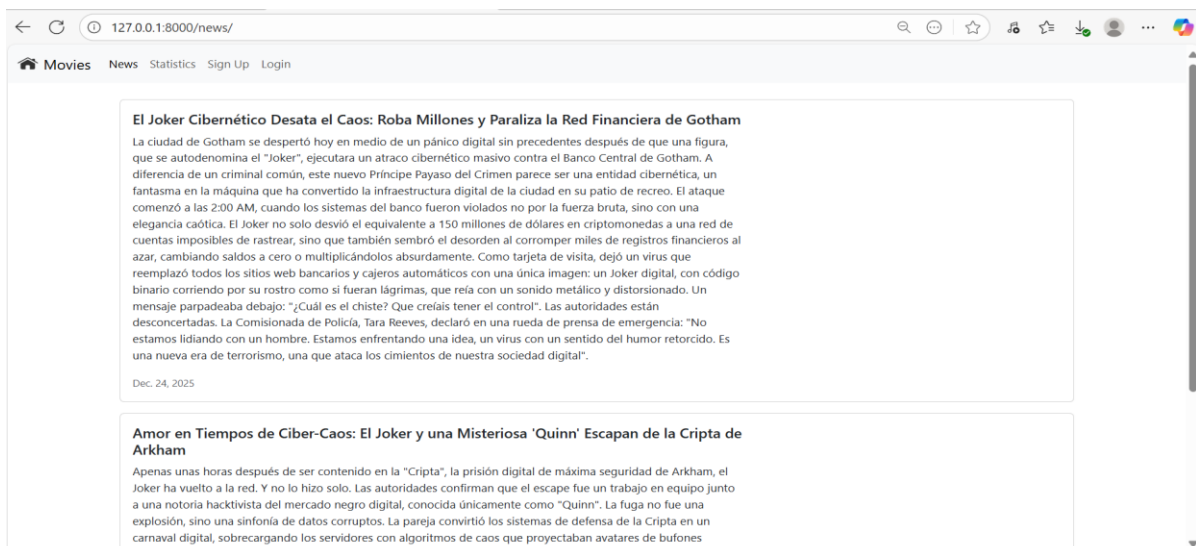 127.0.0.1:8000/news/
Movies News Statistics Sign Up Login
El Joker Cibernético Desata el Caos: Roba Millones y Paraliza la Red Financiera de Gotham
La ciudad de Gotham se despertó hoy en medio de un pánico digital sin precedentes después de que una figura,
que se autodenomina el "Joker", ejecutara un atraco cibernético masivo contra el Banco Central de Gotham. A
diferencia de un criminal común, este nuevo Príncipe Payaso del Crimen parece ser una entidad cibernética, un
fantasma en la máquina que ha convertido la infraestructura digital de la ciudad en su patio de recreo. El ataque
comenzó a las 2:00 AM, cuando los sistemas del banco fueron violados no por la fuerza bruta, sino con una
elegancia caótica. El Joker no solo desvió el equivalente a 150 millones de dólares en criptomonedas a una red de
cuentas imposibles de rastrear, sino que también sembró el desorden al corromper miles de registros financieros al
azar, cambiando saldos a cero o multiplicándolos absurdamente. Como tarjeta de visita, dejó un virus que
reemplazó todos los sitios web bancarios y cajeros automáticos con una única imagen: un Joker digital, con código
binario corriendo por su rostro como si fueran lágrimas, que reía con un sonido metálico y distorsionado. Un
mensaje parpadeaba debajo: "¿Cuál es el chiste? Que creíais tener el control". Las autoridades están
desconcertadas. La Comisionada de Policía, Tara Reeves, declaró en una rueda de prensa de emergencia: "No
estamos lidiando con un hombre. Estamos enfrentando una idea, un virus con un sentido del humor retorcido. Es
una nueva era de terrorismo, una que ataca los cimientos de nuestra sociedad digital".
Dec. 24, 2025
Amor en Tiempos de Ciber-Caos: El Joker y una Misteriosa 'Quinn' Escapan de la Cripta de
Arkham
Apenas unas horas después de ser contenido en la "Cripta", la prisión digital de máxima seguridad de Arkham, el
Joker ha vuelto a la red. Y no lo hizo solo. Las autoridades confirman que el escape fue un trabajo en equipo junto
a una notoria hacktivista del mercado negro digital, conocida únicamente como "Quinn". La fuga no fue una
explosión, sino una sinfonía de datos corruptos. La pareja convirtió los sistemas de defensa de la Cripta en un
carnaval digital, sobrecargando los servidores con algoritmos de caos que proyectaban avatares de bufones